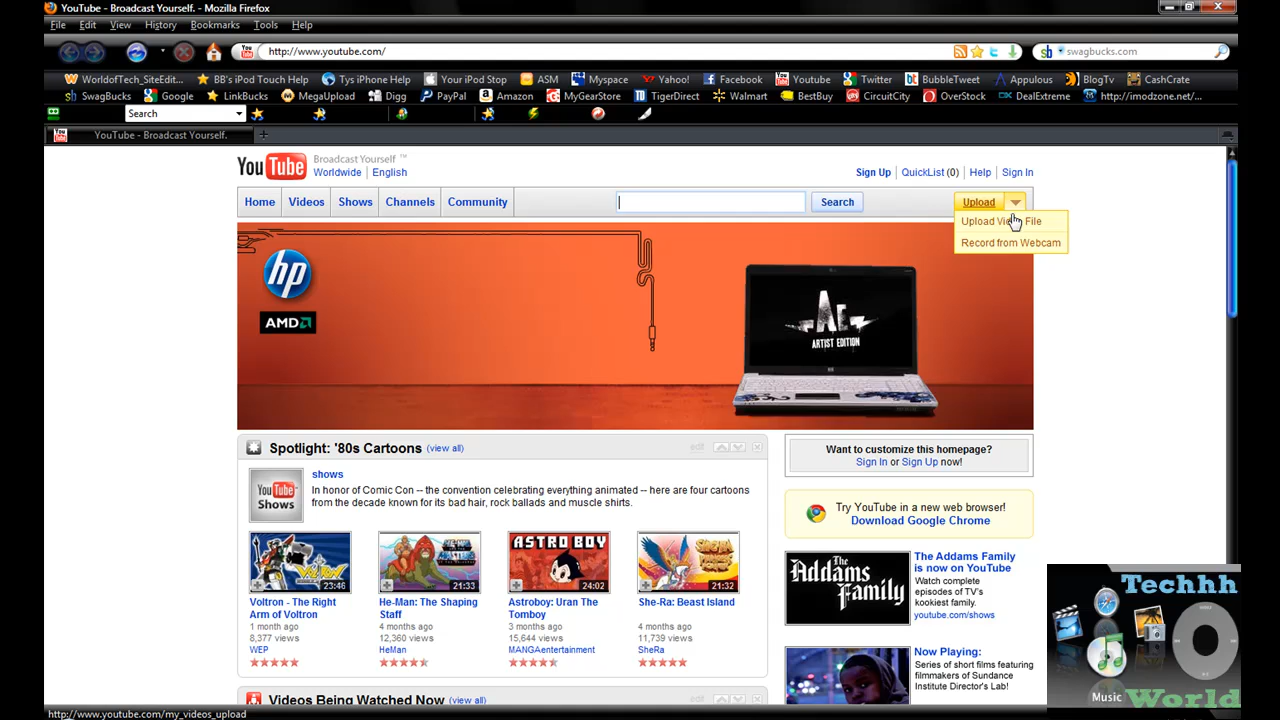 YouTube - Broadcast Yourself. - Mozilla Firefox
File Edit View History Bookmarks Tools Help
http://www.youtube.com/
swagbucks.com
WorldofTech_SiteEdit... BB's iPod Touch Help Tys iPhone Help Your iPod Stop ASM Myspace Yahoo! Facebook Youtube Twitter BubbleTweet Appulous BlogTv CashCrate
SwagBucks Google LinkBucks MegaUpload Digg PayPal Amazon MyGearStore TigerDirect Walmart BestBuy CircuitCity OverStock DealExtreme http://imodzone.net/...
Search
YouTube - Broadcast Yourself.
YouTube Broadcast Yourself ™
Worldwide English
Sign Up QuickList (0) Help Sign In
Home Videos Shows Channels Community
Search
Upload
Upload Video File
Record from Webcam
hp
AMD
AE
ARTIST EDITION
Spotlight: '80s Cartoons (view all)
edit
YouTube Shows
shows
In honor of Comic Con -- the convention celebrating everything animated -- here are four cartoons
from the decade known for its bad hair, rock ballads and muscle shirts.
VOLTRON
23:46
21:33
ASTRO BOY
24:02
21:32
Voltron - The Right
Arm of Voltron
1 month ago
8,377 views
WEP
He-Man: The Shaping
Staff
4 months ago
12,360 views
HeMan
Astroboy: Uran The
Tomboy
3 months ago
15,644 views
MANGAentertainment
She-Ra: Beast Island
4 months ago
11,739 views
SheRa
Videos Being Watched Now (view all)
edit
Want to customize this homepage?
Sign In or Sign Up now!
Try YouTube in a new web browser!
Download Google Chrome
The Addams Family
The Addams Family
is now on YouTube
Watch complete
episodes of TV's
kookiest family.
youtube.com/shows
Now Playing:
Series of short films featuring
filmmakers of Sundance
Institute Director's Lab!
Techhh
Music
World
http://www.youtube.com/my_videos_upload